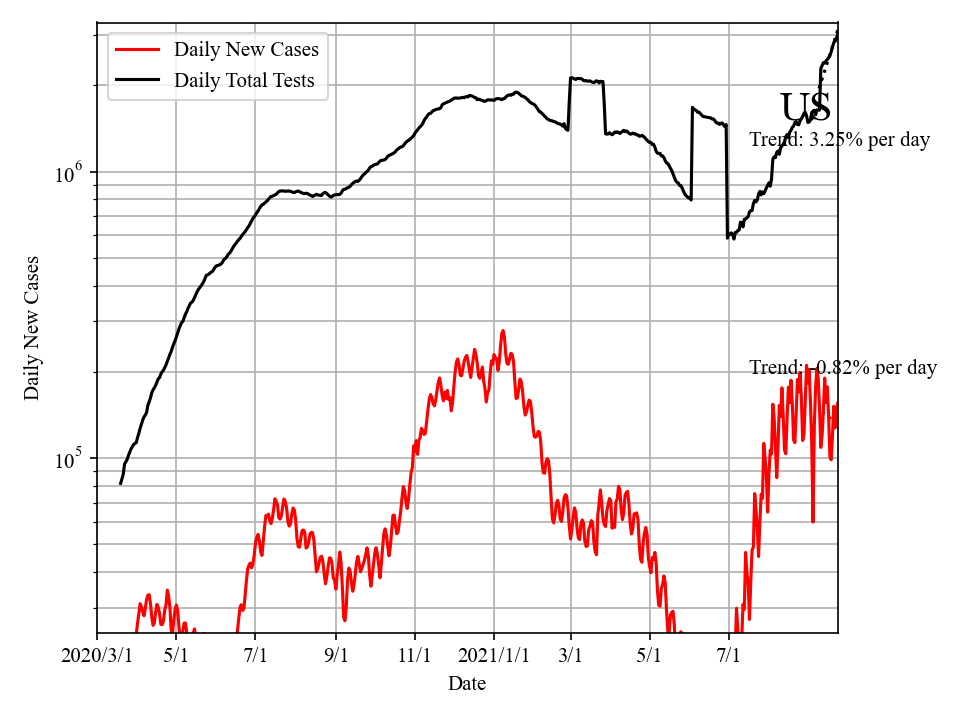 Daily New Cases
Daily Total Tests
US
Trend: 3.25% per day
10^6
Trend: -0.82% per day
10^5
Daily New Cases
2020/3/1 5/1 7/1 9/1 11/1 2021/1/1 3/1 5/1 7/1
Date